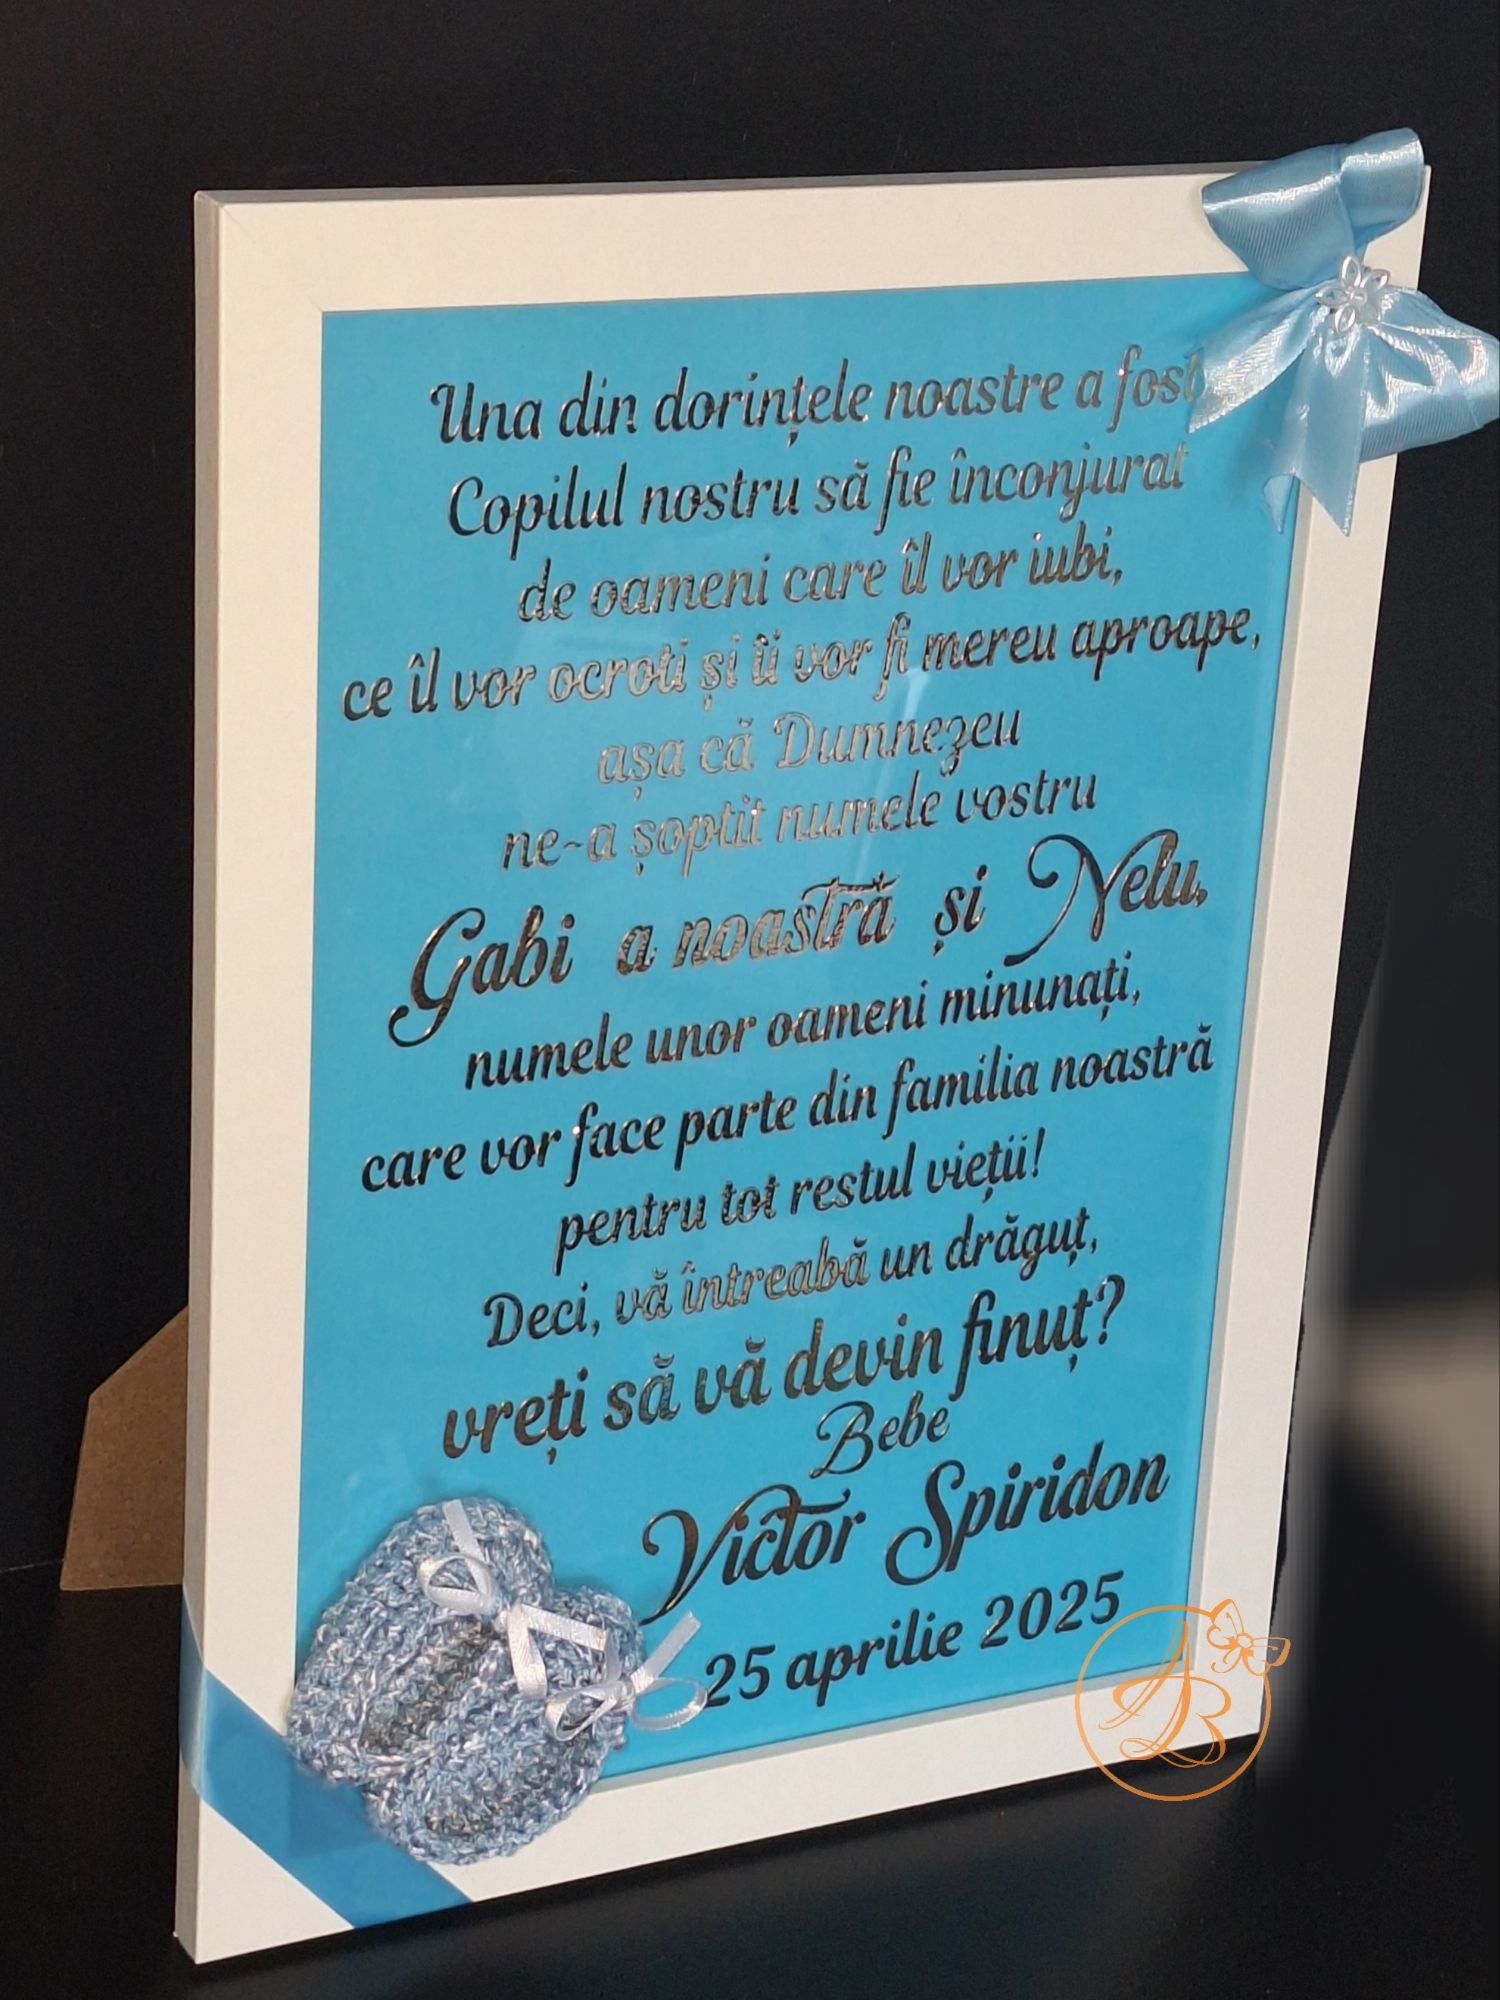 Una din dorințele noastre a fost
Copilul nostru să fie înconjurat
de oameni care îl vor iubi,
ce îl vor ocroti și îi vor fi mereu aproape,
așa că Dumnezeu
ne-a șoptit numele vostru
Gabi a noastră și Nelu,
numele unor oameni minunați,
care vor face parte din familia noastră
pentru tot restul vieții!
Deci, vă întreabă un drăguț,
vreți să vă devin finuț?
Bebe
Victor Spiridon
25 aprilie 2025
AB